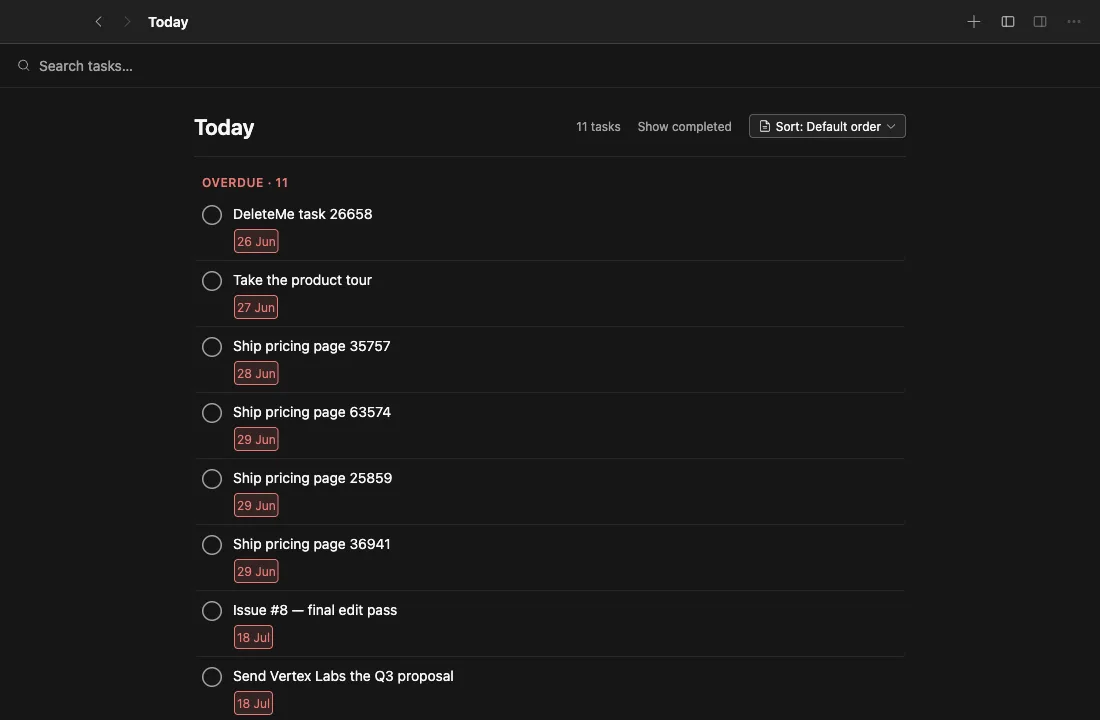 Today
Search tasks...
Today
11 tasks Show completed Sort: Default order
OVERDUE · 11
DeleteMe task 26658
26 Jun
Take the product tour
27 Jun
Ship pricing page 35757
28 Jun
Ship pricing page 63574
29 Jun
Ship pricing page 25859
29 Jun
Ship pricing page 36941
29 Jun
Issue #8 — final edit pass
18 Jul
Send Vertex Labs the Q3 proposal
18 Jul